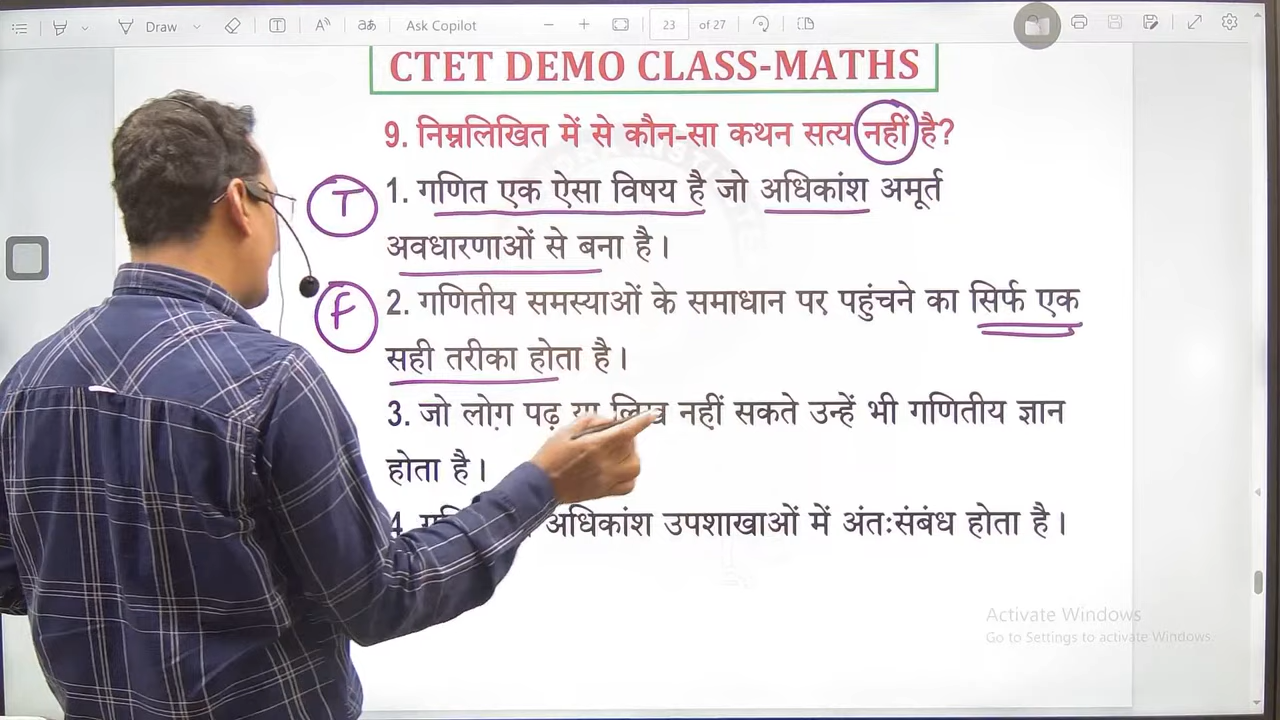 Draw
Ask Copilot
23 of 27
CTET DEMO CLASS-MATHS
9. निम्नलिखित में से कौन-सा कथन सत्य नहीं है?
T 1. गणित एक ऐसा विषय है जो अधिकांश अमूर्त
अवधारणाओं से बना है।
F 2. गणितीय समस्याओं के समाधान पर पहुंचने का सिर्फ एक
सही तरीका होता है।
3. जो लोग पढ़ या लिख नहीं सकते उन्हें भी गणितीय ज्ञान
होता है।
4. अधिकांश उपशाखाओं में अंतःसंबंध होता है।
Activate Windows
Go to Settings to activate Windows.